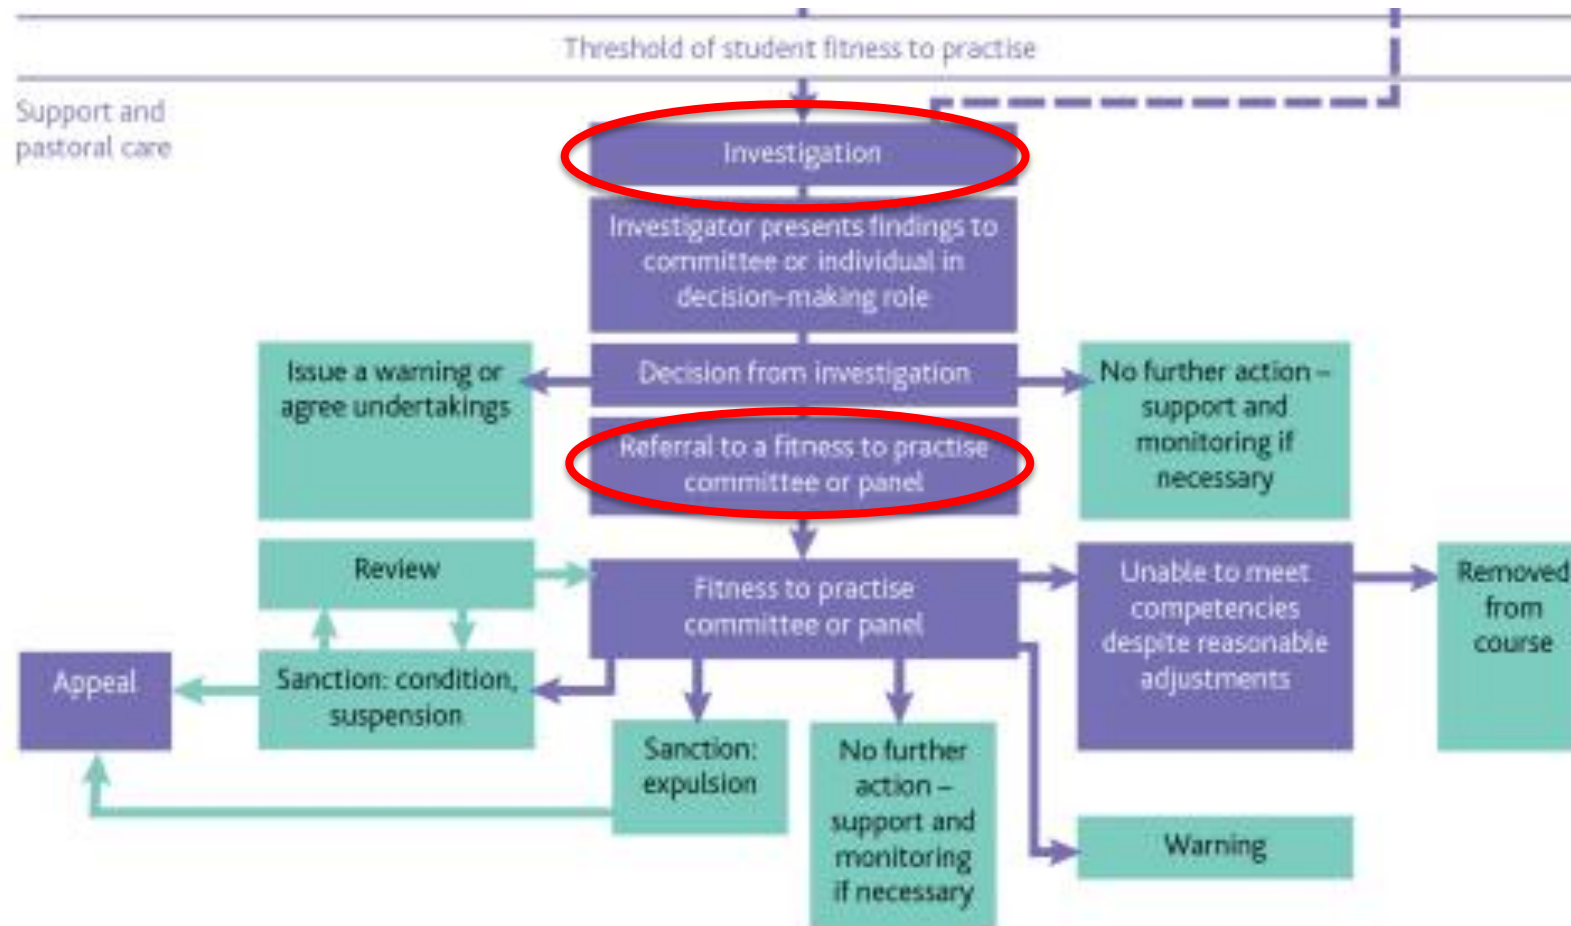 Threshold of student fitness to practise
Support and
pastoral care
Investigation
Investigator presents findings to
committee or individual in
decision-making role
Issue a warning or
agree undertakings
Decision from investigation
No further action –
support and
monitoring if
necessary
Referral to a fitness to practise
committee or panel
Review
Fitness to practise
committee or panel
Unable to meet
competencies
despite reasonable
adjustments
Removed
from
course
Appeal
Sanction: condition,
suspension
Sanction:
expulsion
No further
action –
support and
monitoring
if necessary
Warning